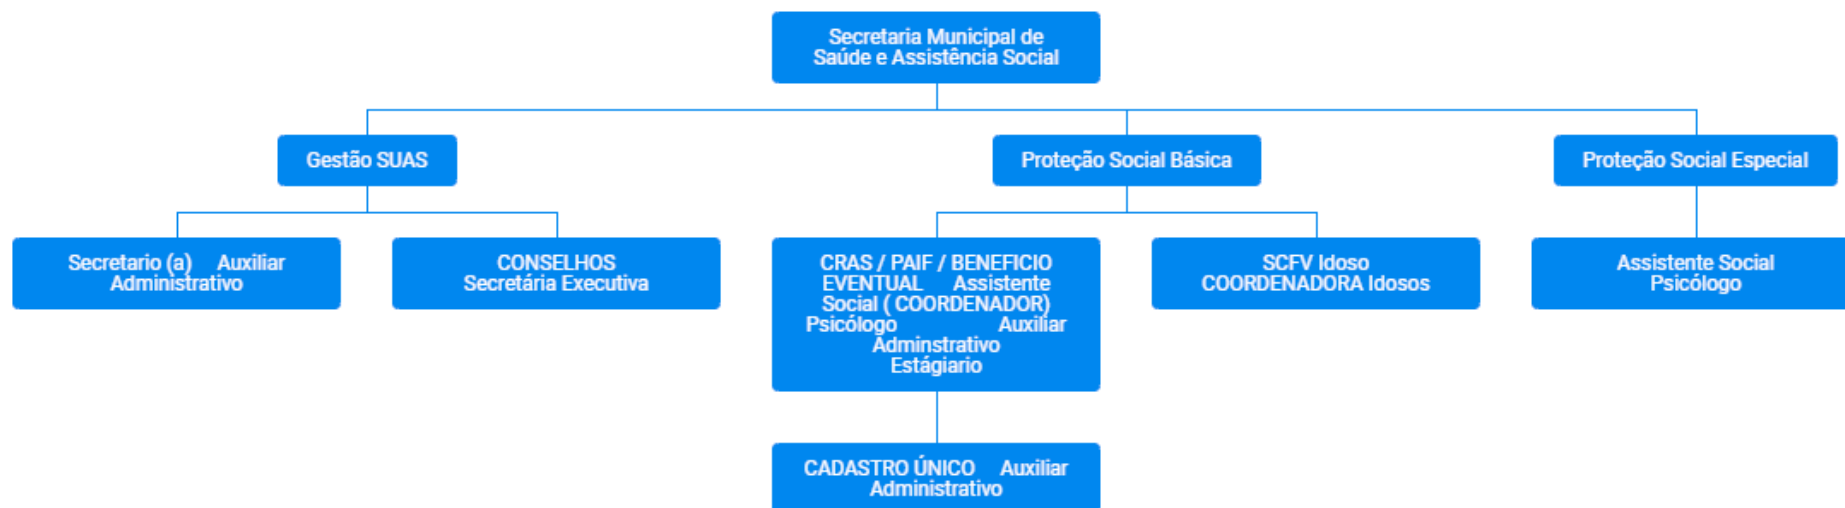 Secretaria Municipal de
Saúde e Assistência Social
Gestão SUAS
Proteção Social Básica
Proteção Social Especial
Secretario (a) Auxiliar
Administrativo
CONSELHOS
Secretária Executiva
CRAS / PAIF / BENEFICIO
EVENTUAL Assistente
Social ( COORDENADOR)
Psicólogo Auxiliar
Adminstrativo
Estágiario
SCFV Idoso
COORDENADORA Idosos
Assistente Social
Psicólogo
CADASTRO ÚNICO Auxiliar
Administrativo